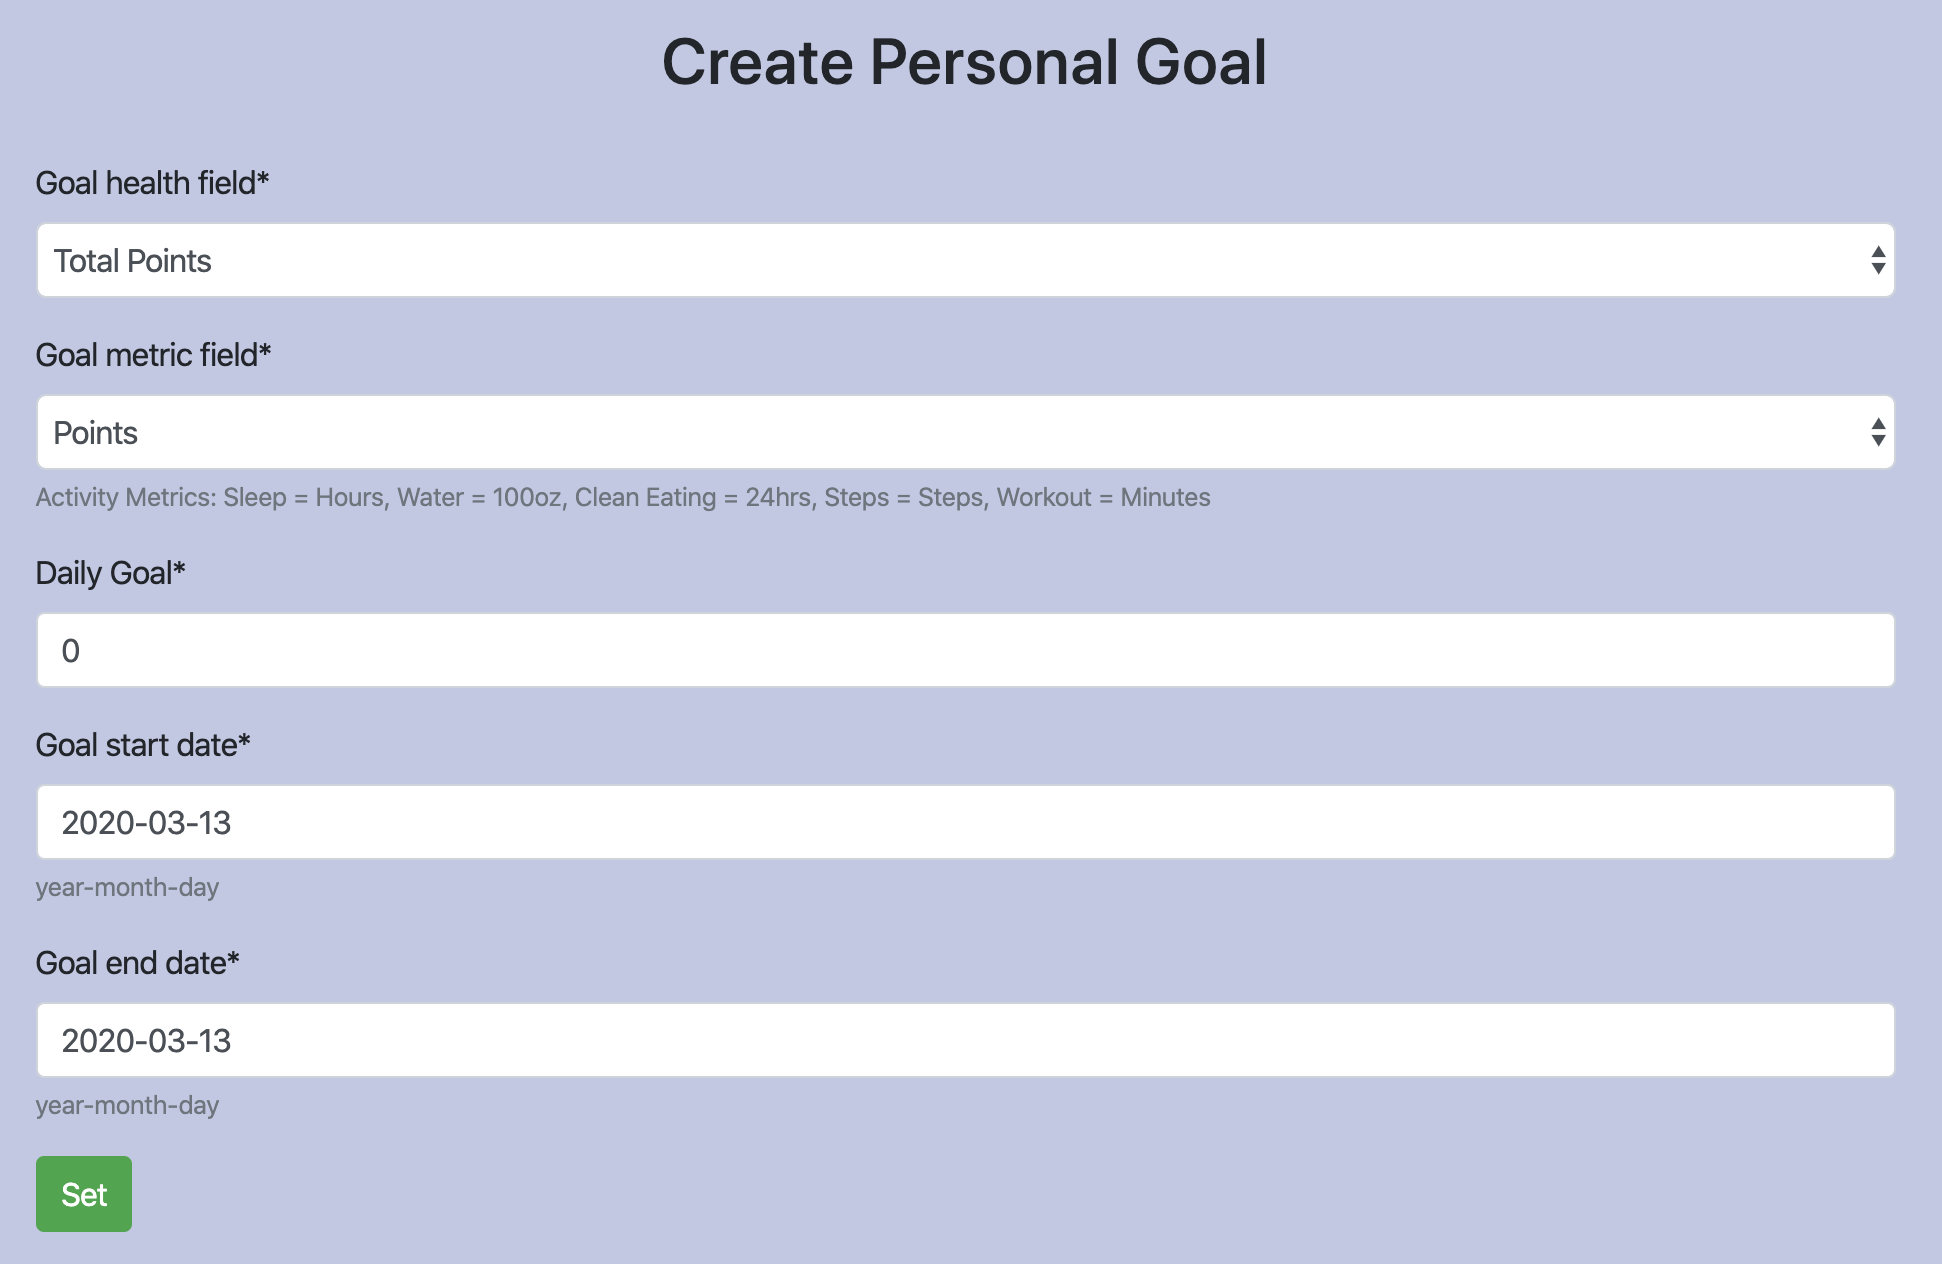 Create Personal Goal
Goal health field*
Total Points
Goal metric field*
Points
Activity Metrics: Sleep = Hours, Water = 100oz, Clean Eating = 24hrs, Steps = Steps, Workout = Minutes
Daily Goal*
0
Goal start date*
2020-03-13
year-month-day
Goal end date*
2020-03-13
year-month-day
Set